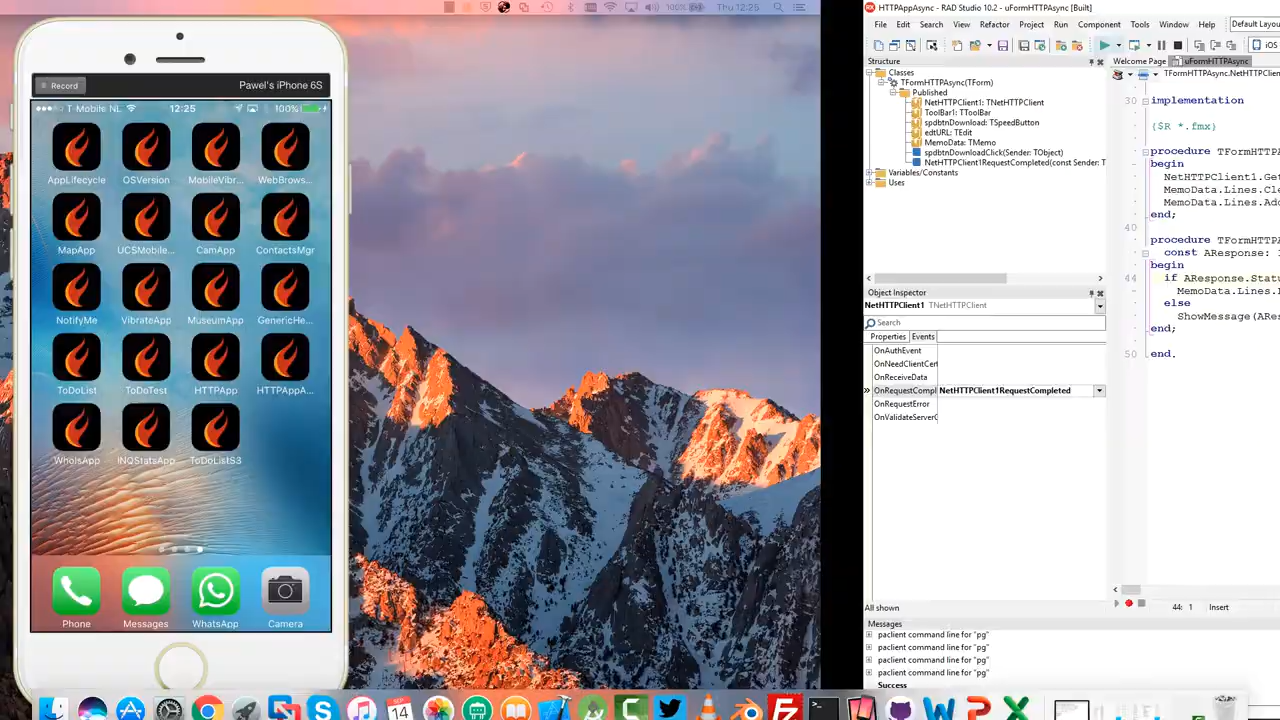 100%
Thu 12:25
Record
Pawel's iPhone 6S
T-Mobile NL
12:25
100%
AppLifecycle
OSVersion
MobileVibr...
WebBrows...
MapApp
UCSMobile...
CamApp
ContactsMgr
NotifyMe
VibrateApp
MuseumApp
GenericHe...
ToDoList
ToDoTest
HTTPApp
HTTPAppA...
WhoIsApp
INQStatsApp
ToDoListS3
Phone
Messages
WhatsApp
Camera
SEP
14
HTTPAppAsync - RAD Studio 10.2 - uFormHTTPAsync [Built]
File Edit Search View Refactor Project Run Component Tools Window Help
Default Layou
iOS
Structure
Classes
TFormHTTPAsync(TForm)
Published
NetHTTPClient1: TNetHTTPClient
ToolBar1: TToolBar
spdbtnDownload: TSpeedButton
edtURL: TEdit
MemoData: TMemo
spdbtnDownloadClick(Sender: TObject)
NetHTTPClient1RequestCompleted(const Sender: T
Variables/Constants
Uses
Object Inspector
NetHTTPClient1 TNetHTTPClient
Search
Properties Events
OnAuthEvent
OnNeedClientCert
OnReceiveData
OnRequestCompl NetHTTPClient1RequestCompleted
OnRequestError
OnValidateServerC
All shown
Welcome Page uFormHTTPAsync
TFormHTTPAsync.NetHTTPClien
30 implementation
{$R *.fmx}
procedure TFormHTTPA
begin
NetHTTPClient1.Get
MemoData.Lines.Cle
MemoData.Lines.Add
end;
40
procedure TFormHTTPA
const AResponse: I
begin
44 if AResponse.Statu
MemoData.Lines.L
else
ShowMessage(ARes
end;
50 end.
44: 1 Insert
Messages
paclient command line for "pg"
paclient command line for "pg"
paclient command line for "pg"
paclient command line for "pg"
Success